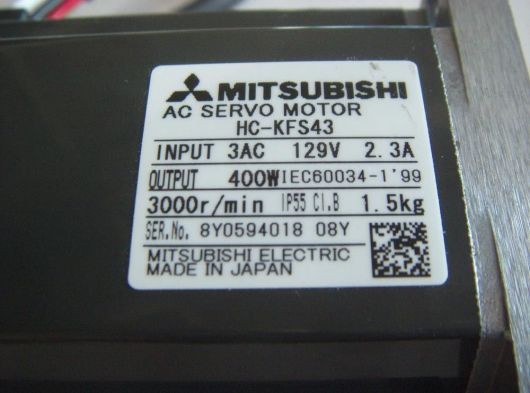 MITSUBISHI
AC SERVO MOTOR
HC-KFS43
INPUT 3AC 129V 2.3A
OUTPUT 400W IEC60034-1'99
3000r/min IP55 Cl.B 1.5kg
SER.No. 8Y0594018 08Y
MITSUBISHI ELECTRIC
MADE IN JAPAN